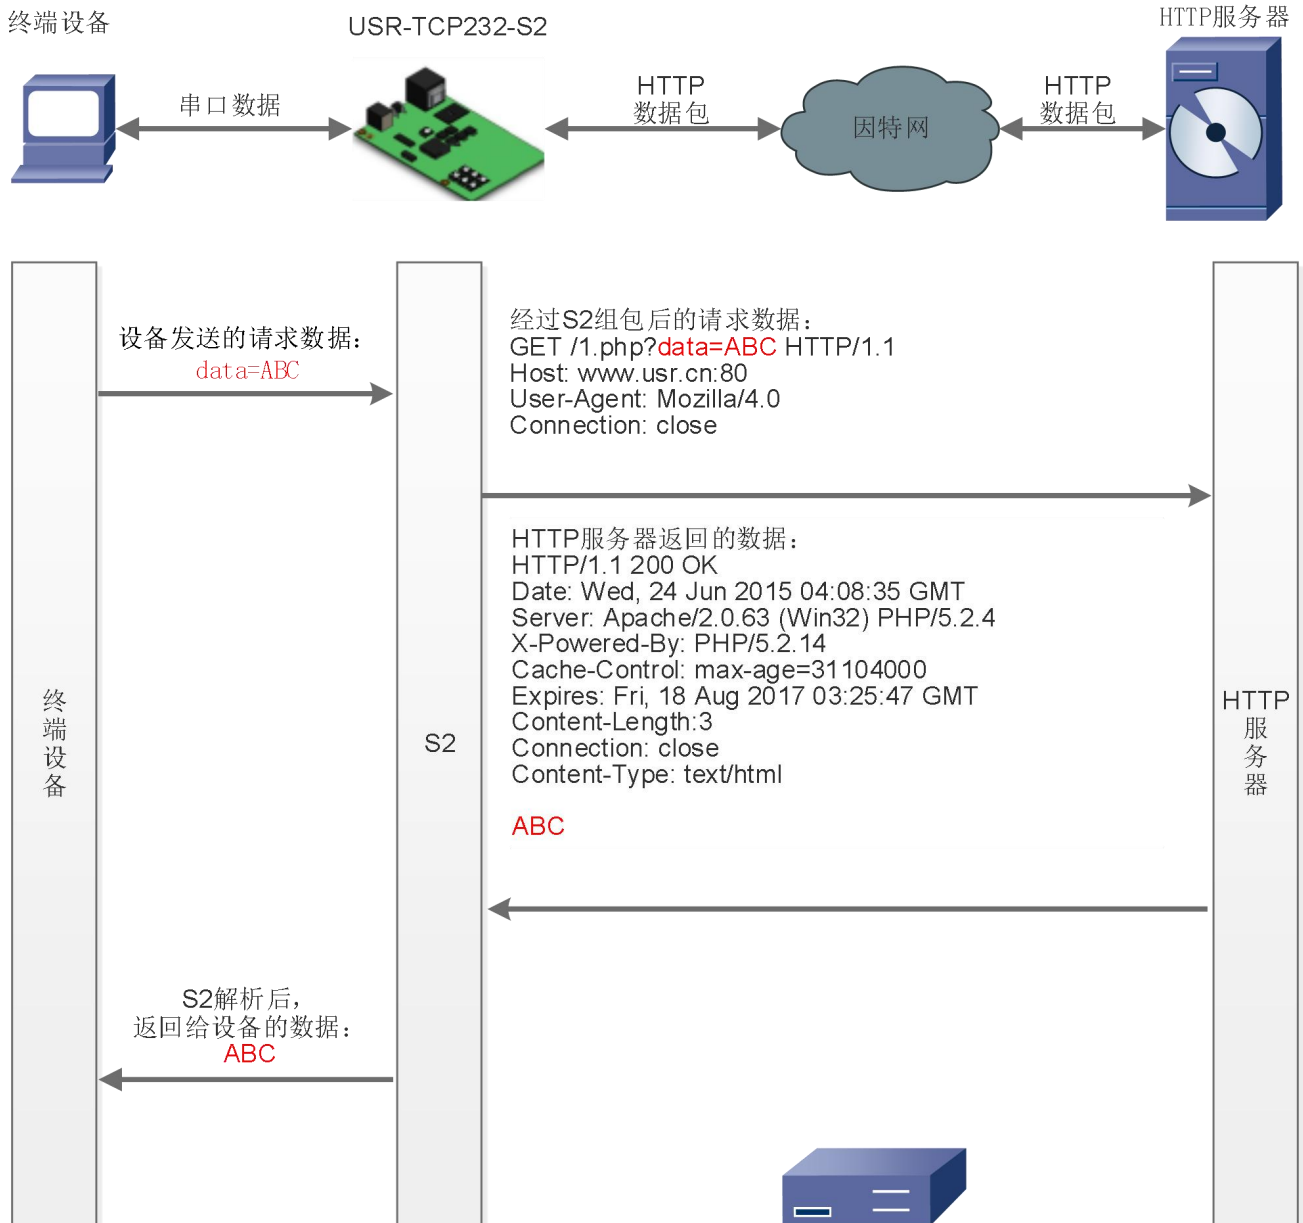 终端设备
USR-TCP232-S2
HTTP服务器
串口数据
HTTP
数据包
因特网
HTTP
数据包
设备发送的请求数据：
data=ABC
经过S2组包后的请求数据：
GET /1.php?data=ABC HTTP/1.1
Host: www.usr.cn:80
User-Agent: Mozilla/4.0
Connection: close
HTTP服务器返回的数据：
HTTP/1.1 200 OK
Date: Wed, 24 Jun 2015 04:08:35 GMT
Server: Apache/2.0.63 (Win32) PHP/5.2.4
X-Powered-By: PHP/5.2.14
Cache-Control: max-age=31104000
Expires: Fri, 18 Aug 2017 03:25:47 GMT
Content-Length:3
Connection: close
Content-Type: text/html
ABC
终
端
设
备
S2
HTTP
服
务
器
S2解析后，
返回给设备的数据：
ABC